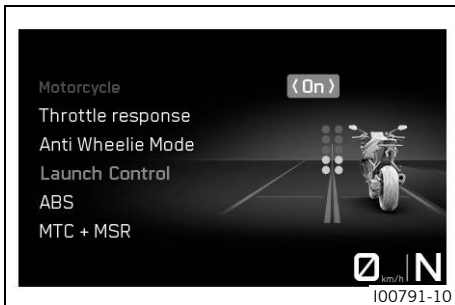 Motorcycle
‹ On ›
Throttle response
Anti Wheelie Mode
Launch Control
ABS
MTC + MSR
0 km/h N
I00791-10